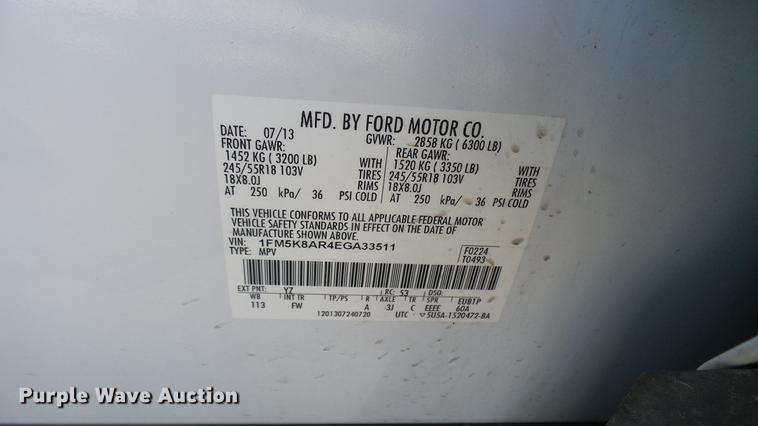 MFD. BY FORD MOTOR CO.
DATE: 07/13 GVWR: 2858 KG ( 6300 LB)
FRONT GAWR: REAR GAWR:
1452 KG ( 3200 LB) WITH 1520 KG ( 3350 LB) WITH
245/55R18 103V TIRES 245/55R18 103V TIRES
18X8.0J RIMS 18X8.0J RIMS
AT 250 kPa/ 36 PSI COLD AT 250 kPa/ 36 PSI COLD
THIS VEHICLE CONFORMS TO ALL APPLICABLE FEDERAL MOTOR
VEHICLE SAFETY STANDARDS IN EFFECT ON THE DATE OF
MANUFACTURE SHOWN ABOVE.
VIN: 1FM5K8AR4EGA33511 F0224
TYPE: MPV T0493
EXT PNT: YZ RC: 53 DSO:
WB INT TR TP/PS R AXLE TR SPR EUB1P
113 FW A 3J C EEEE 60A
1201307240720 UTC ▽5U5A-1520472-BA
Purple Wave Auction